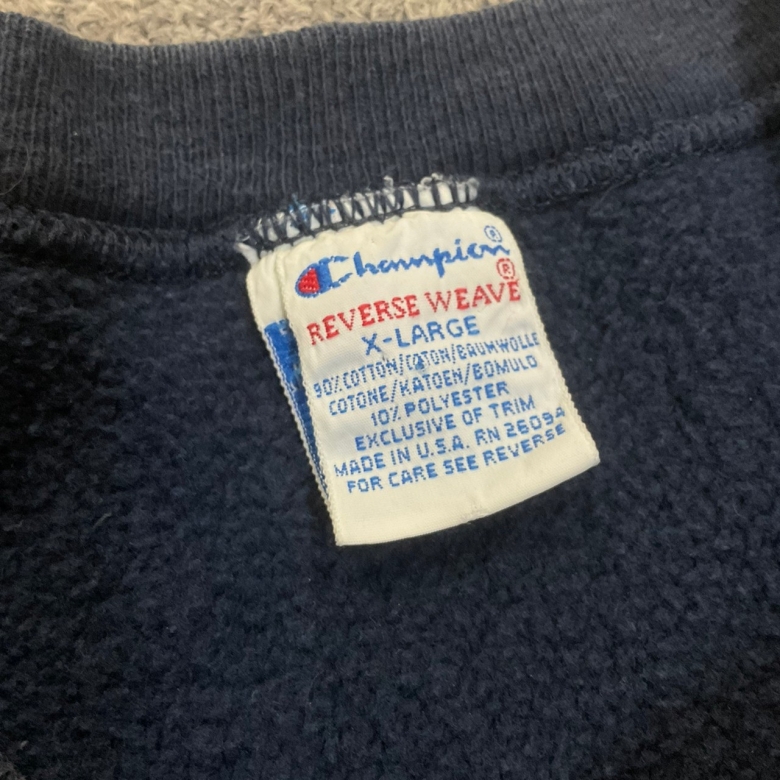 Champion®
REVERSE WEAVE®
X-LARGE
90% COTTON/COTON/BAUMWOLLE
COTONE/KATOEN/BOMULD
10% POLYESTER
EXCLUSIVE OF TRIM
MADE IN U.S.A. RN 26094
FOR CARE SEE REVERSE